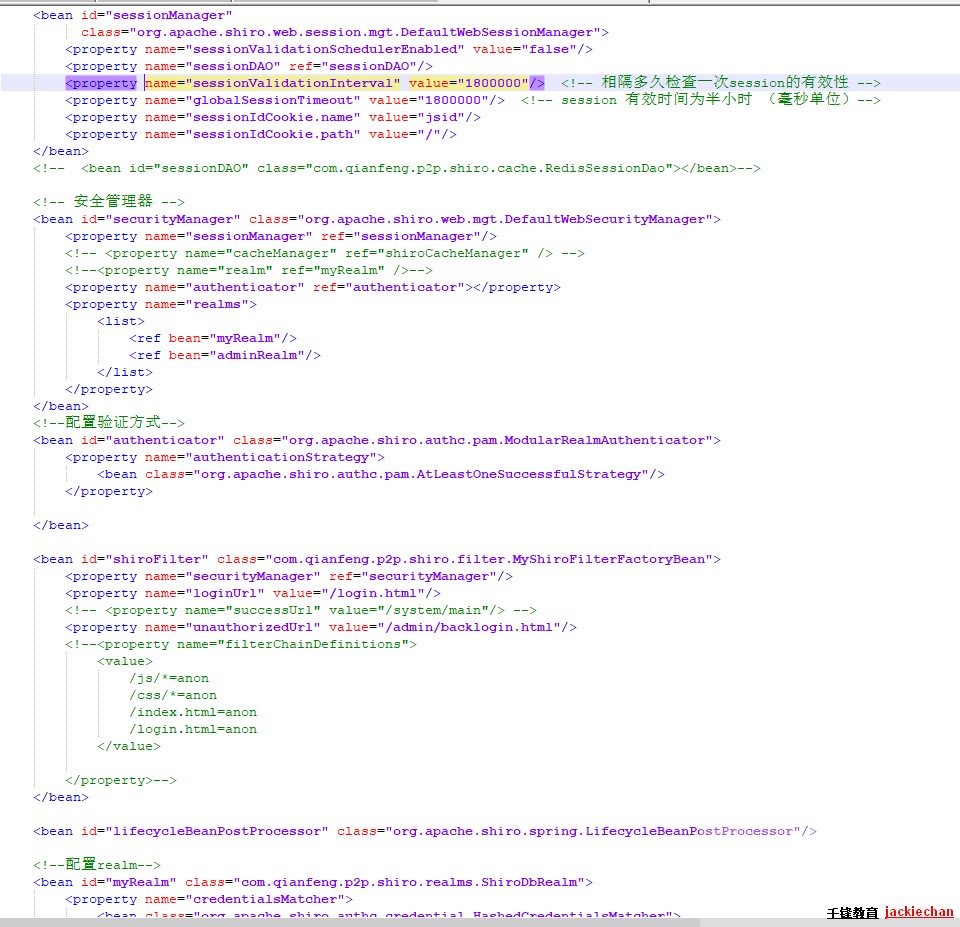 <bean id="sessionManager"
class="org.apache.shiro.web.session.mgt.DefaultWebSessionManager">
<property name="sessionValidationSchedulerEnabled" value="false"/>
<property name="sessionDAO" ref="sessionDAO"/>
<property name="sessionValidationInterval" value="1800000"/> <!-- 相隔多久检查一次session的有效性 -->
<property name="globalSessionTimeout" value="1800000"/> <!-- session 有效时间为半小时 （毫秒单位）-->
<property name="sessionIdCookie.name" value="jsid"/>
<property name="sessionIdCookie.path" value="/"/>
</bean>
<!-- <bean id="sessionDAO" class="com.qianfeng.p2p.shiro.cache.RedisSessionDao"></bean>-->
<!-- 安全管理器 -->
<bean id="securityManager" class="org.apache.shiro.web.mgt.DefaultWebSecurityManager">
<property name="sessionManager" ref="sessionManager"/>
<!-- <property name="cacheManager" ref="shiroCacheManager" /> -->
<!--<property name="realm" ref="myRealm" />-->
<property name="authenticator" ref="authenticator"></property>
<property name="realms">
<list>
<ref bean="myRealm"/>
<ref bean="adminRealm"/>
</list>
</property>
</bean>
<!--配置验证方式-->
<bean id="authenticator" class="org.apache.shiro.authc.pam.ModularRealmAuthenticator">
<property name="authenticationStrategy">
<bean class="org.apache.shiro.authc.pam.AtLeastOneSuccessfulStrategy"/>
</property>
</bean>
<bean id="shiroFilter" class="com.qianfeng.p2p.shiro.filter.MyShiroFilterFactoryBean">
<property name="securityManager" ref="securityManager"/>
<property name="loginUrl" value="/login.html"/>
<!-- <property name="successUrl" value="/system/main"/> -->
<property name="unauthorizedUrl" value="/admin/backlogin.html"/>
<!--<property name="filterChainDefinitions">
<value>
/js/*=anon
/css/*=anon
/index.html=anon
/login.html=anon
</value>
</property>-->
</bean>
<bean id="lifecycleBeanPostProcessor" class="org.apache.shiro.spring.LifecycleBeanPostProcessor"/>
<!--配置realm-->
<bean id="myRealm" class="com.qianfeng.p2p.shiro.realms.ShiroDbRealm">
<property name="credentialsMatcher">
<bean class="org.apache.shiro.authc.credential.HashedCredentialsMatcher">
千锋教育 jackiechan